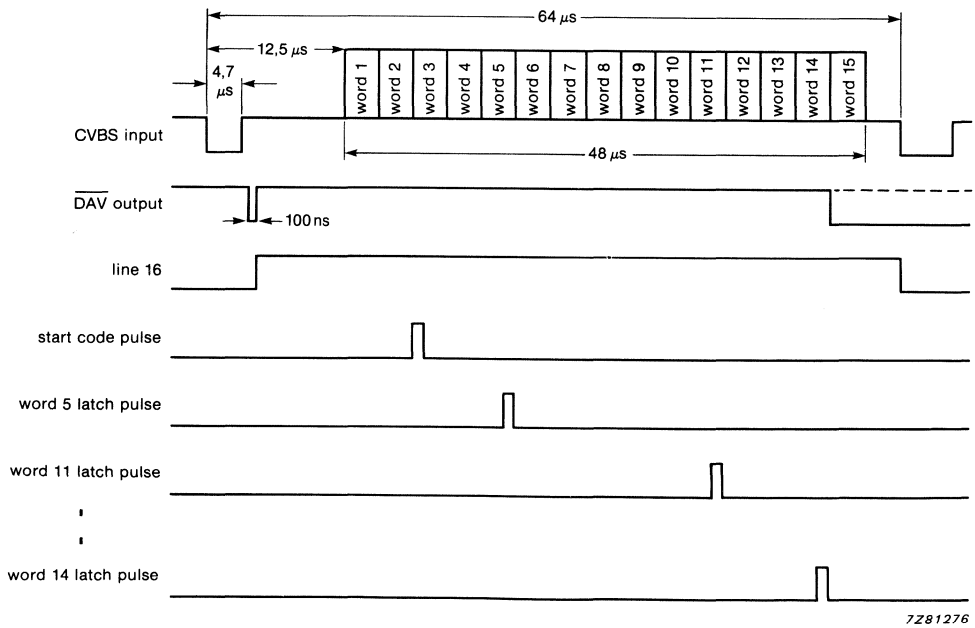 64 μs
12,5 μs
4,7
μs
word 1
word 2
word 3
word 4
word 5
word 6
word 7
word 8
word 9
word 10
word 11
word 12
word 13
word 14
word 15
CVBS input
48 μs
DAV output
100 ns
line 16
start code pulse
word 5 latch pulse
word 11 latch pulse
word 14 latch pulse
7Z81276